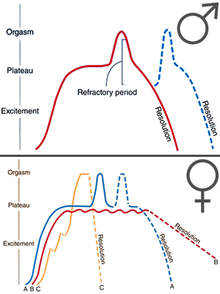 Orgasm
Plateau
Refractory period
Excitement
Resolution
Resolution
Orgasm
Plateau
Excitement
Resolution
Resolution
Resolution
B
A B C
C
A